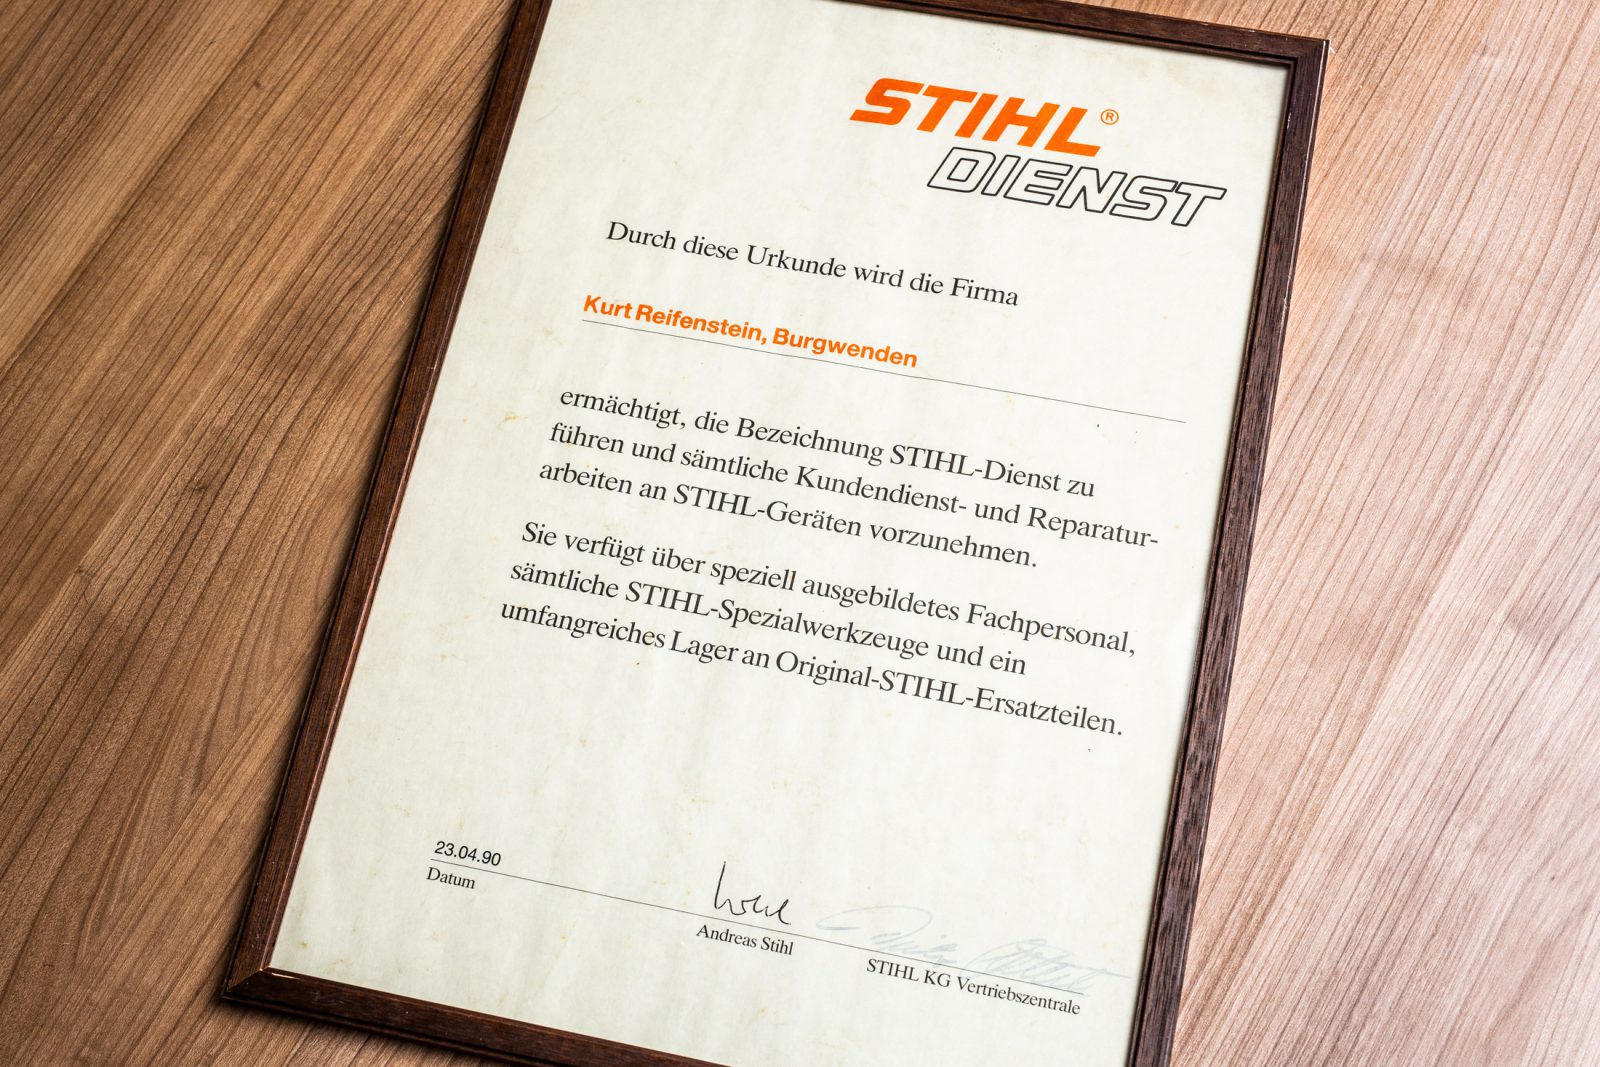 STIHL®
DIENST
Durch diese Urkunde wird die Firma
Kurt Reifenstein, Burgwenden
ermächtigt, die Bezeichnung STIHL-Dienst zu
führen und sämtliche Kundendienst- und Reparatur-
arbeiten an STIHL-Geräten vorzunehmen.
Sie verfügt über speziell ausgebildetes Fachpersonal,
sämtliche STIHL-Spezialwerkzeuge und ein
umfangreiches Lager an Original-STIHL-Ersatzteilen.
23.04.90
Datum
Andreas Stihl
STIHL KG Vertriebszentrale